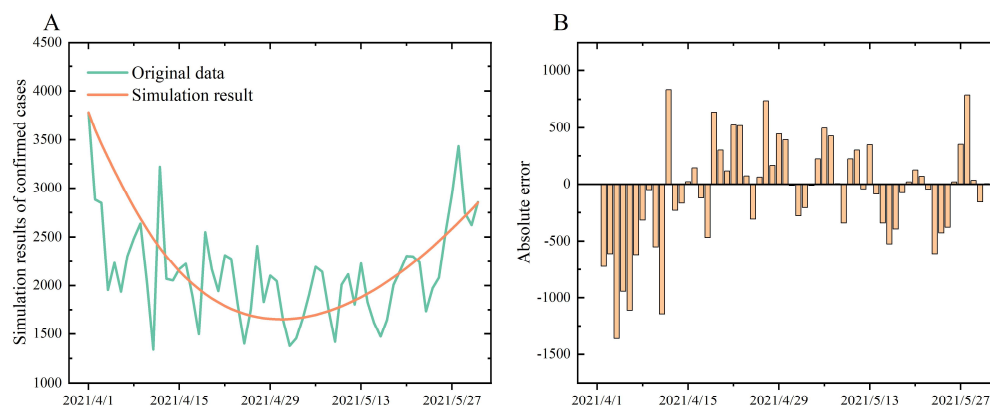 A
Simulation results of confirmed cases
4500
4000
3500
3000
2500
2000
1500
1000
Original data
Simulation result
2021/4/1 2021/4/15 2021/4/29 2021/5/13 2021/5/27
B
Absolute error
1000
500
0
-500
-1000
-1500
2021/4/1 2021/4/15 2021/4/29 2021/5/13 2021/5/27